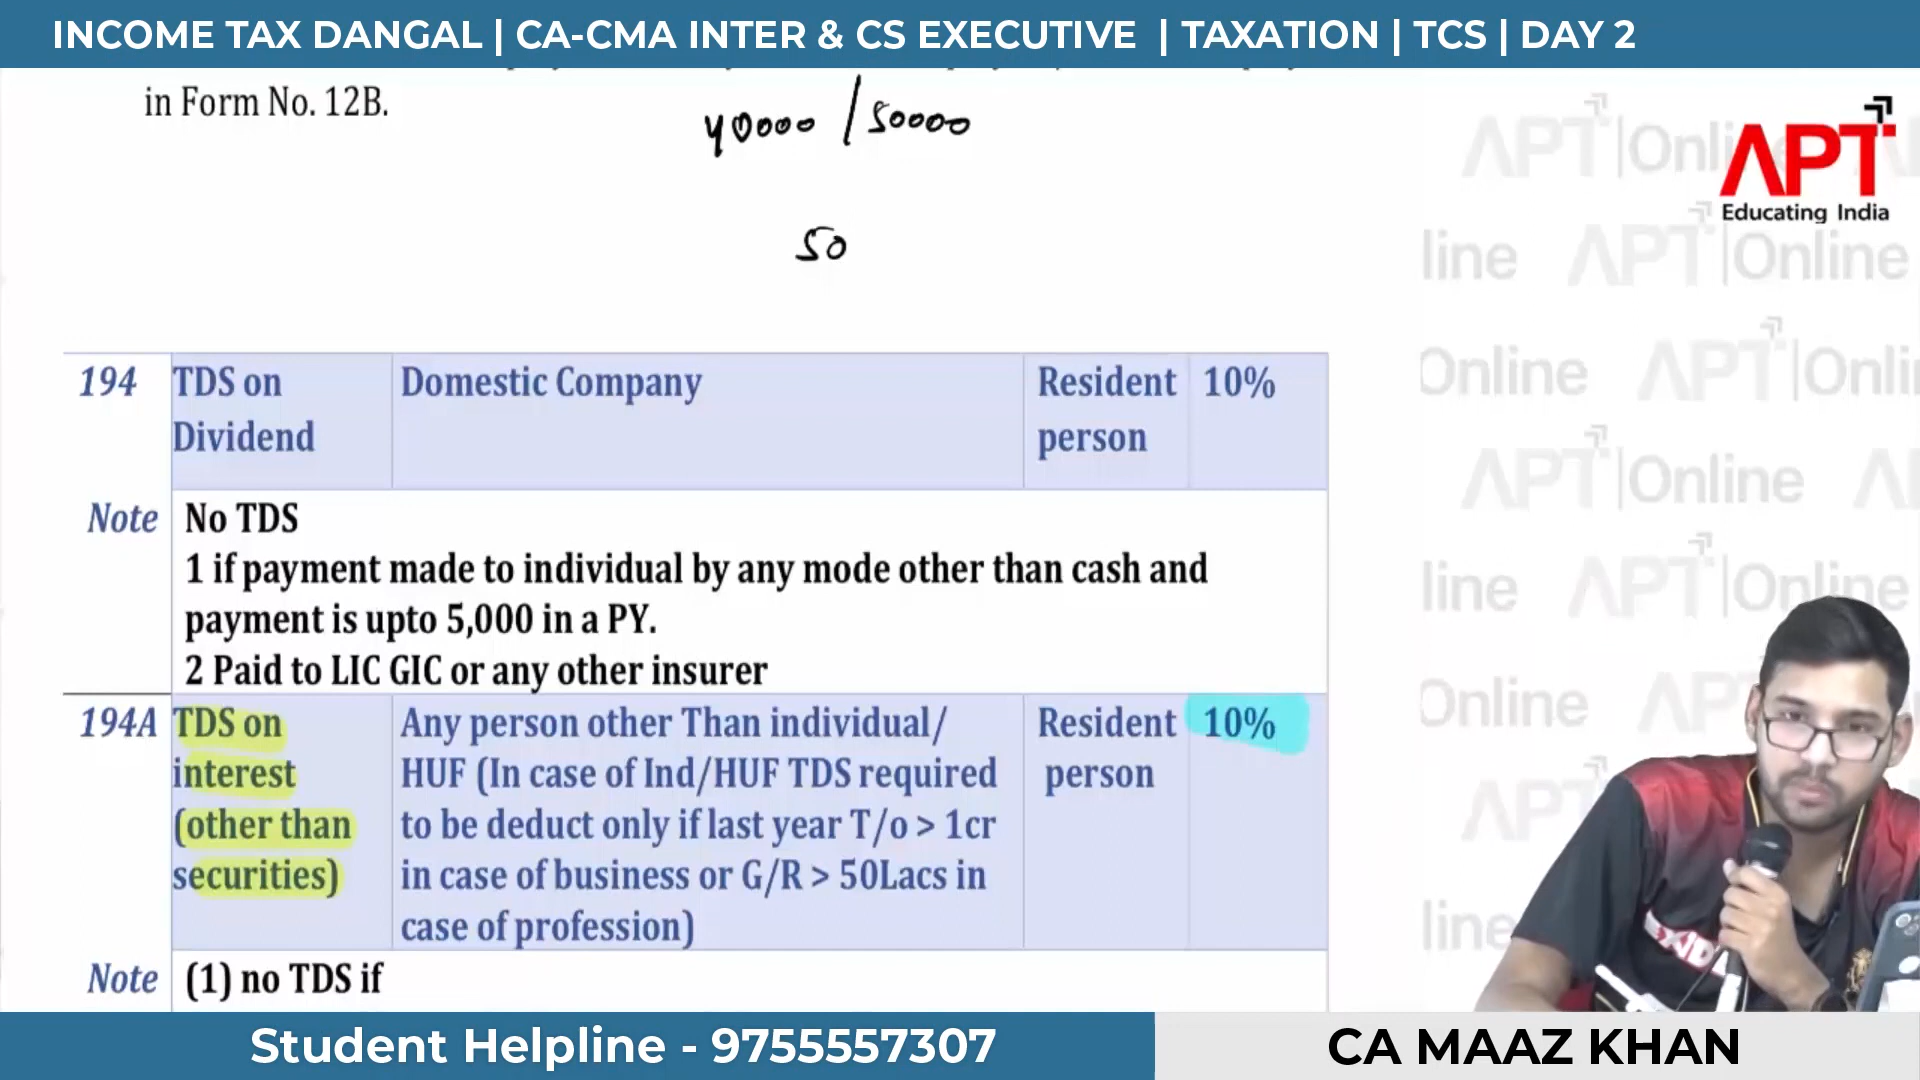 INCOME TAX DANGAL | CA-CMA INTER & CS EXECUTIVE | TAXATION | TCS | DAY 2
in Form No. 12B.
40000 / 50000
50
APT
Educating India
194 TDS on Dividend Domestic Company Resident person 10%
Note No TDS
1 if payment made to individual by any mode other than cash and
payment is upto 5,000 in a PY.
2 Paid to LIC GIC or any other insurer
194A TDS on Any person other Than individual/ Resident 10%
interest HUF (In case of Ind/HUF TDS required person
(other than to be deduct only if last year T/o > 1cr
securities) in case of business or G/R > 50Lacs in
case of profession)
Note (1) no TDS if
Student Helpline - 9755557307
CA MAAZ KHAN